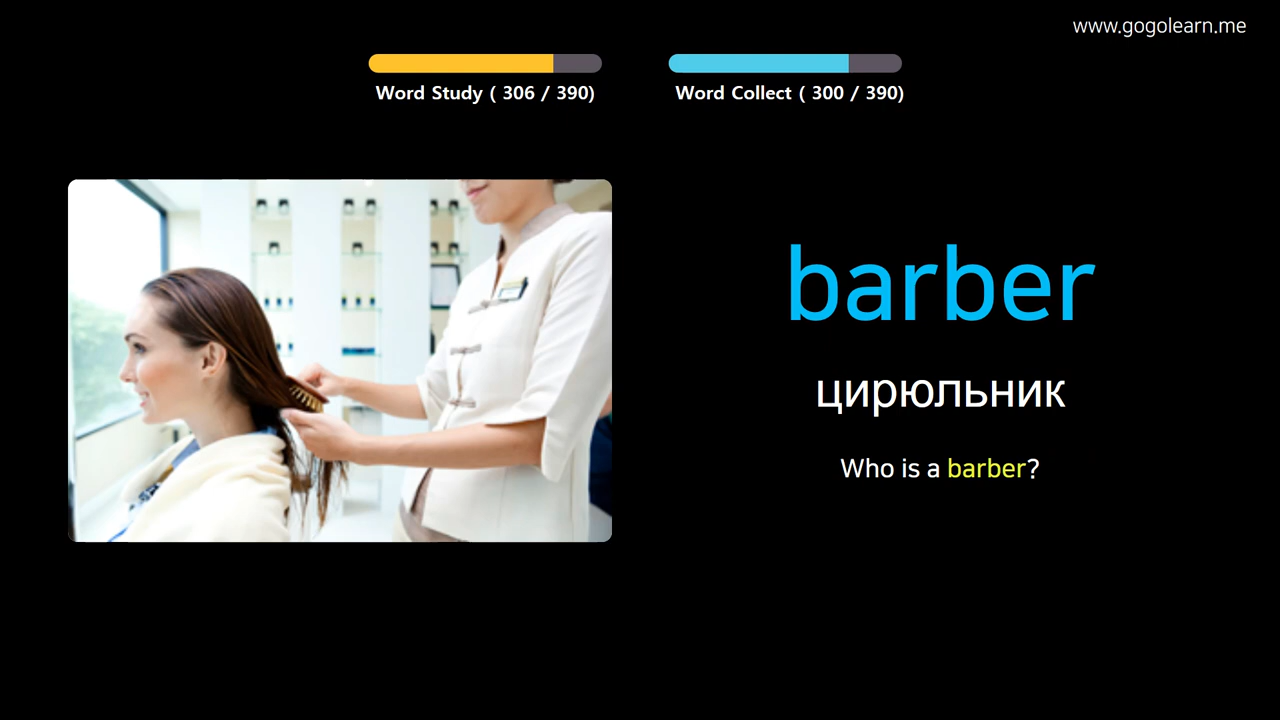 www.gogolearn.me
Word Study ( 306 / 390)
Word Collect ( 300 / 390)
barber
цирюльник
Who is a barber?